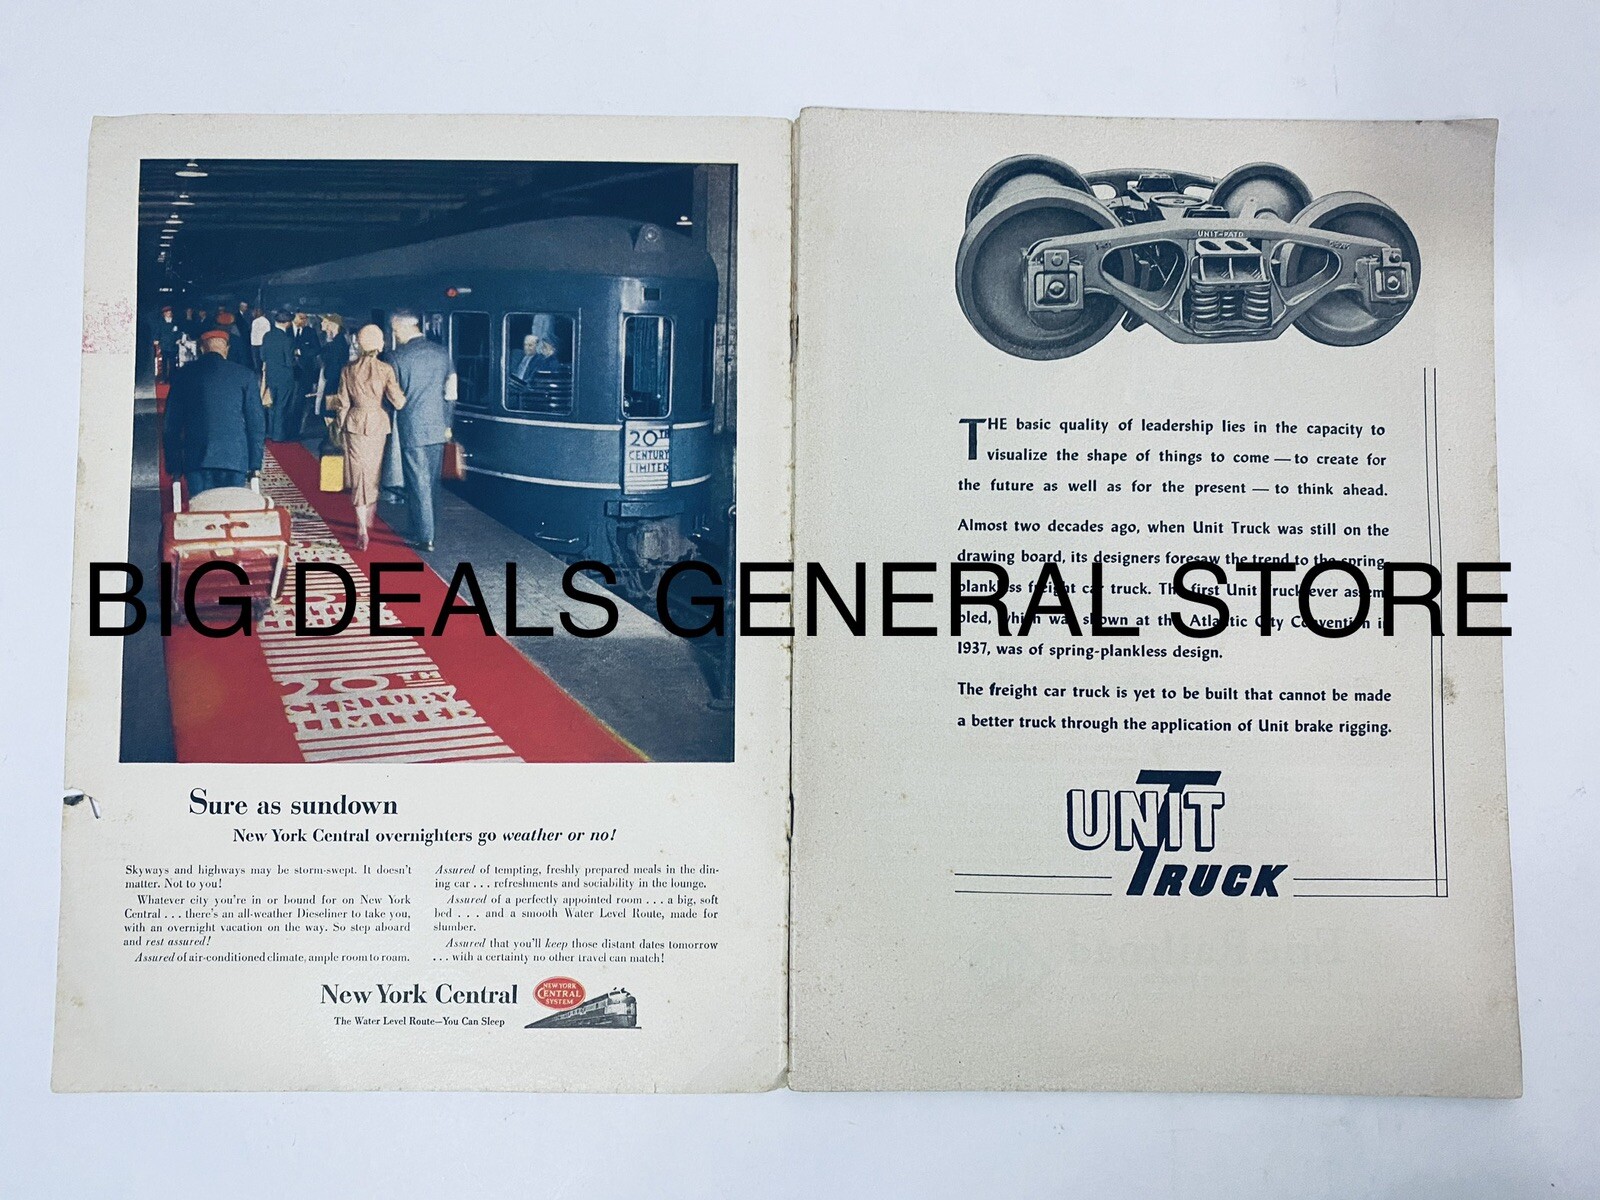 20TH
CENTURY
LIMITED
20TH
CENTURY
LIMITED
20TH
CENTURY
LIMITED
Sure as sundown
New York Central overnighters go weather or no!
Skyways and highways may be storm-swept. It doesn't
matter. Not to you!
Whatever city you're in or bound for on New York
Central . . . there's an all-weather Dieseliner to take you,
with an overnight vacation on the way. So step aboard
and rest assured!
Assured of air-conditioned climate, ample room to roam.
Assured of tempting, freshly prepared meals in the din-
ing car . . . refreshments and sociability in the lounge.
Assured of a perfectly appointed room . . . a big, soft
bed . . . and a smooth Water Level Route, made for
slumber.
Assured that you'll keep those distant dates tomorrow
. . . with a certainty no other travel can match!
New York Central
NEW YORK
CENTRAL
SYSTEM
The Water Level Route—You Can Sleep
BIG DEALS GENERAL STORE
UNIT-PATD
THE basic quality of leadership lies in the capacity to
visualize the shape of things to come — to create for
the future as well as for the present — to think ahead.
Almost two decades ago, when Unit Truck was still on the
drawing board, its designers foresaw the trend to the spring-
plankless freight car truck. The first Unit Truck ever assem-
bled, which was shown at the Atlantic City Convention in
1937, was of spring-plankless design.
The freight car truck is yet to be built that cannot be made
a better truck through the application of Unit brake rigging.
UNIT
TRUCK